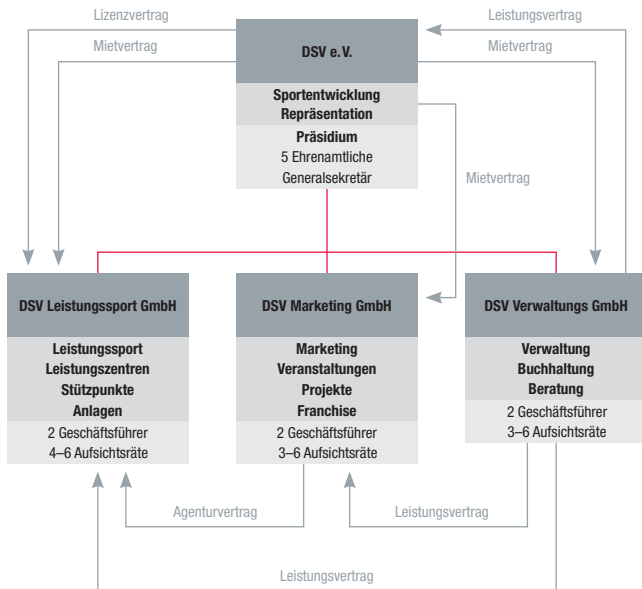 Lizenzvertrag
Leistungsvertrag
Mietvertrag
Mietvertrag
DSV e. V.
Sportentwicklung
Repräsentation
Präsidium
5 Ehrenamtliche
Generalsekretär
Mietvertrag
DSV Leistungssport GmbH
Leistungssport
Leistungszentren
Stützpunkte
Anlagen
2 Geschäftsführer
4–6 Aufsichtsräte
DSV Marketing GmbH
Marketing
Veranstaltungen
Projekte
Franchise
2 Geschäftsführer
3–6 Aufsichtsräte
DSV Verwaltungs GmbH
Verwaltung
Buchhaltung
Beratung
2 Geschäftsführer
3–6 Aufsichtsräte
Agenturvertrag
Leistungsvertrag
Leistungsvertrag